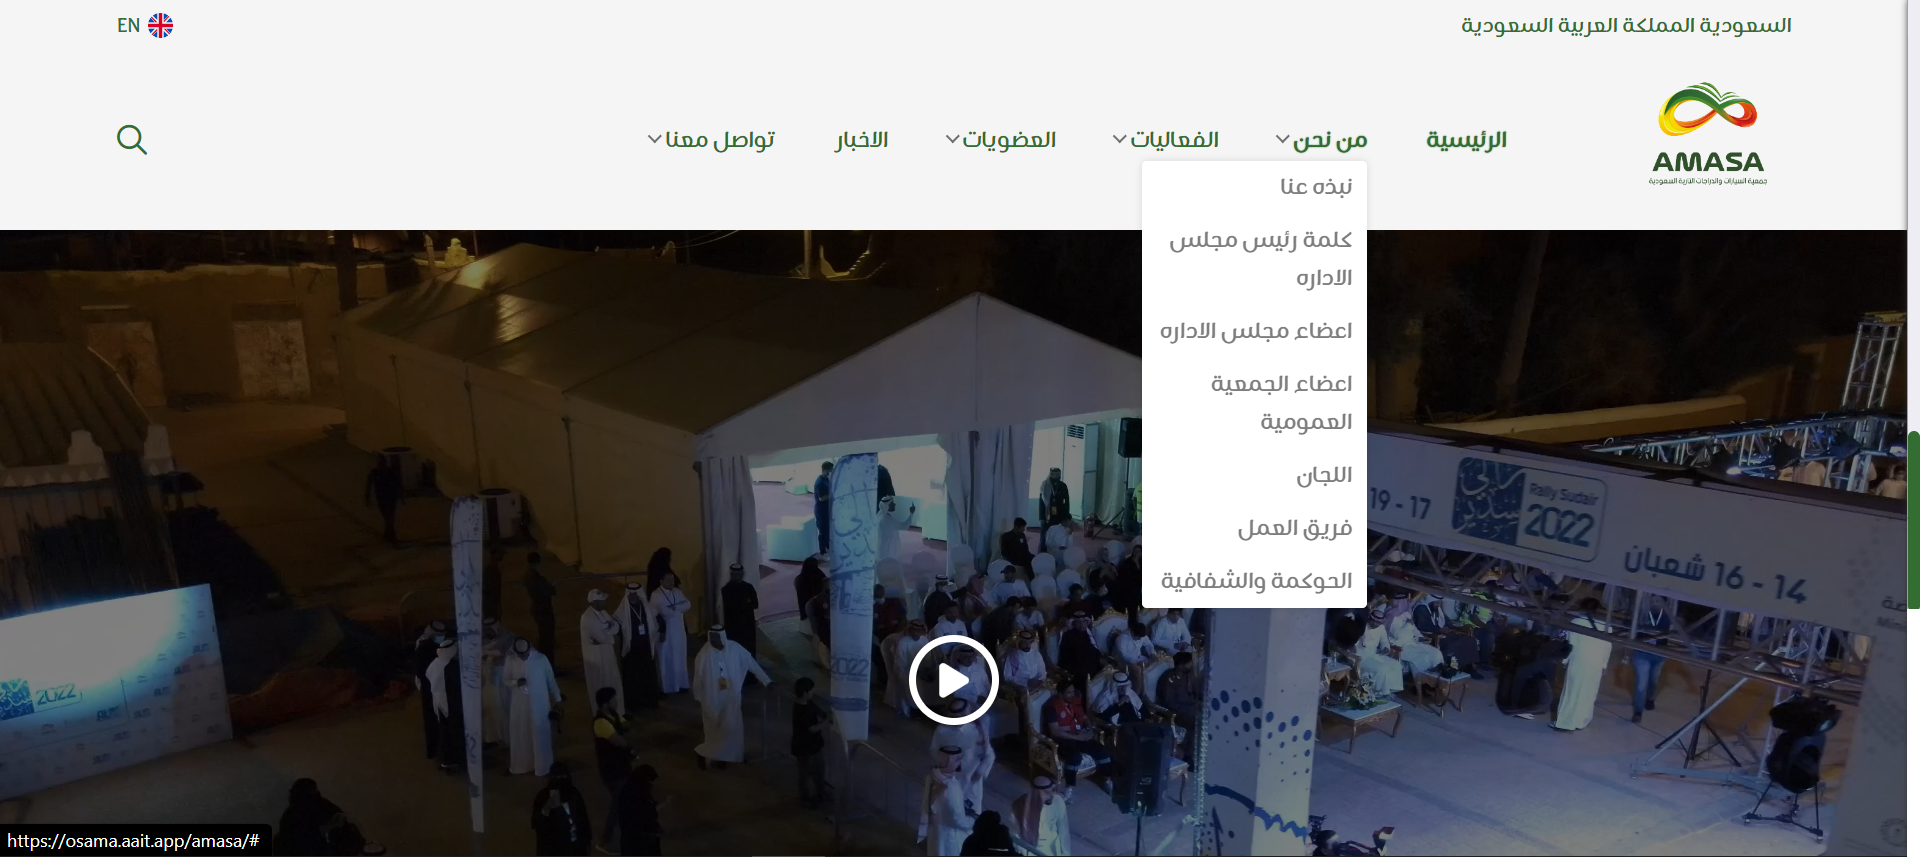 السعودية المملكة العربية السعودية
EN
AMASA
جمعية السيارات والدراجات النارية السعودية
الرئيسية
من نحن
الفعاليات
العضويات
الاخبار
تواصل معنا
نبذه عنا
كلمة رئيس مجلس
الاداره
اعضاء مجلس الاداره
اعضاء الجمعية
العمومية
اللجان
فريق العمل
الحوكمة والشفافية
Rally Sudair
2022
19 - 17
14 - 16 شعبان
2022
2022
https://osama.aait.app/amasa/#